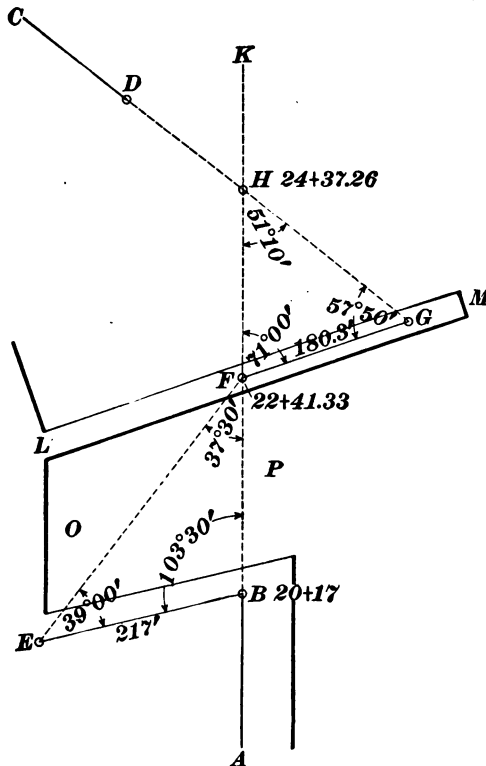 C
D
K
H 24+37.26
51°10'
M
57°50'
G
71°00'
180.3'
F
22+41.33
L
37°30'
P
O
103°30'
39°00'
B 20+17
E
217'
A